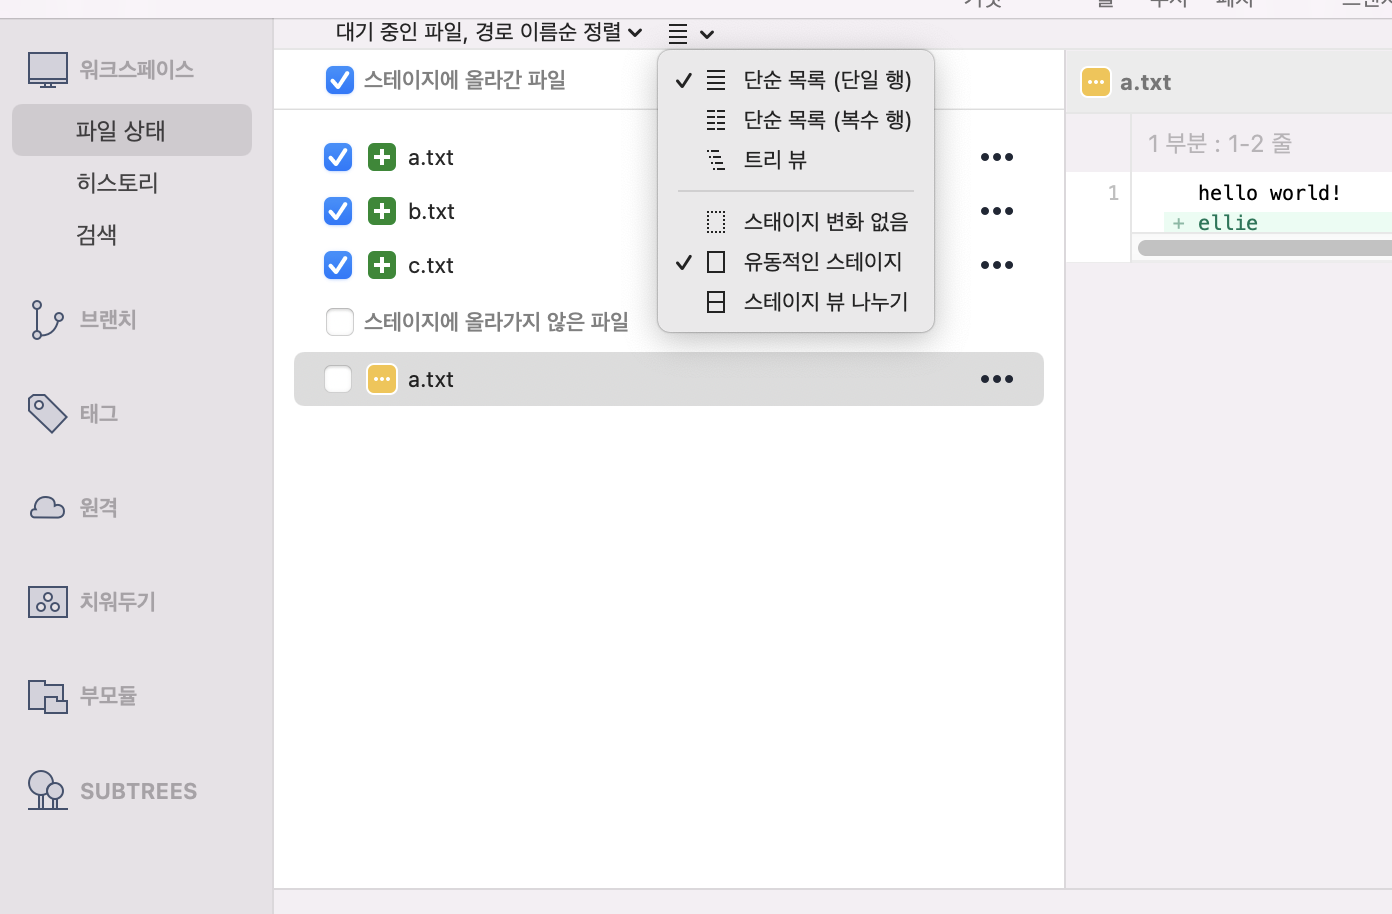 대기 중인 파일, 경로 이름순 정렬
워크스페이스
파일 상태
히스토리
검색
브랜치
태그
원격
치워두기
부모듈
SUBTREES
스테이지에 올라간 파일
a.txt
b.txt
c.txt
스테이지에 올라가지 않은 파일
a.txt
단순 목록 (단일 행)
단순 목록 (복수 행)
트리 뷰
스태이지 변화 없음
유동적인 스테이지
스테이지 뷰 나누기
a.txt
1 부분 : 1-2 줄
1 hello world!
+ ellie